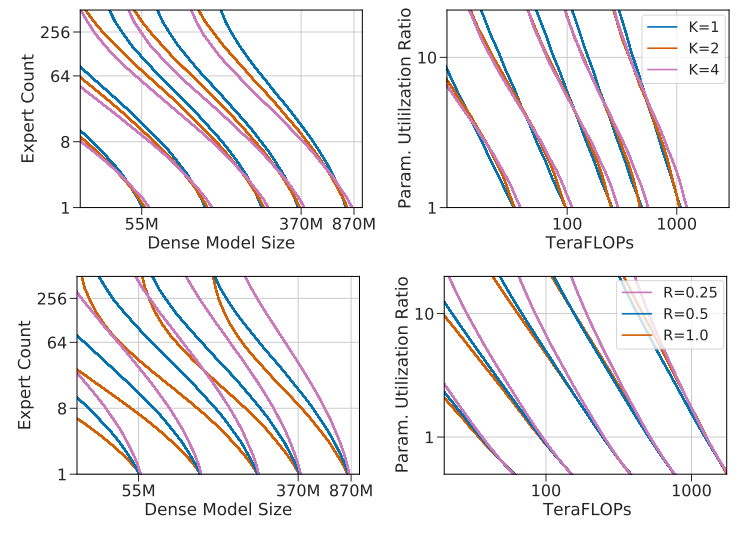 Expert Count
256
64
8
1
55M 370M 870M
Dense Model Size
Param. Utililzation Ratio
10
1
100 1000
TeraFLOPs
K=1
K=2
K=4
Expert Count
256
64
8
1
55M 370M 870M
Dense Model Size
Param. Utilization Ratio
10
1
100 1000
TeraFLOPs
R=0.25
R=0.5
R=1.0